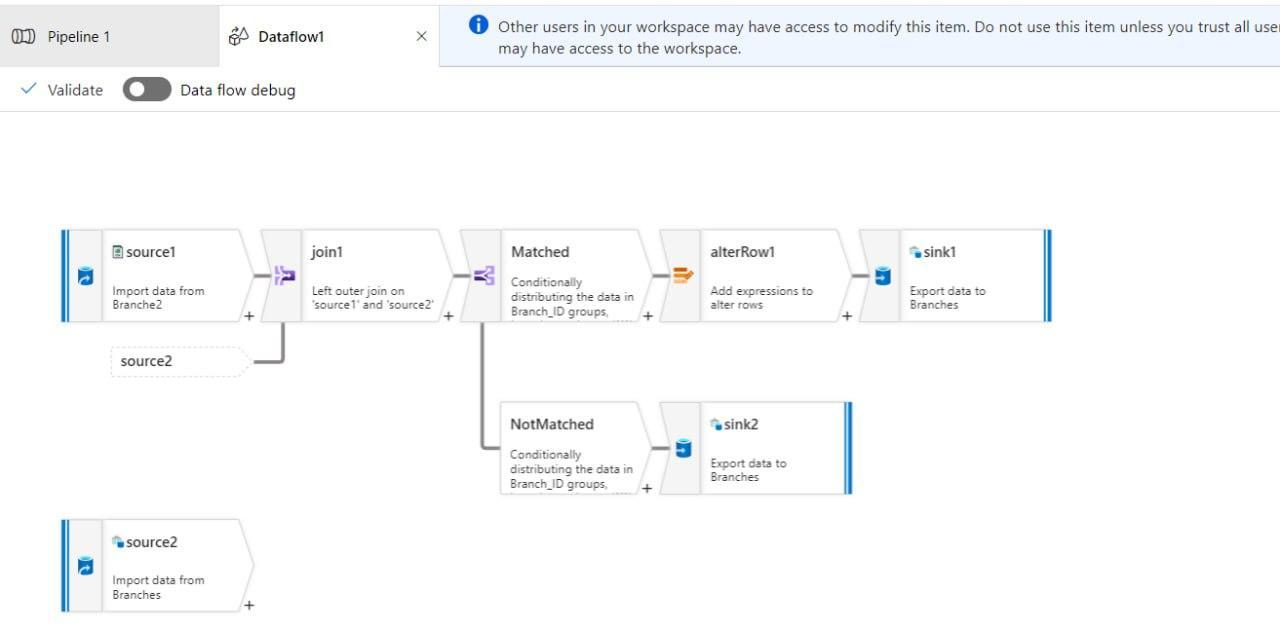 Pipeline 1
Dataflow1
Other users in your workspace may have access to modify this item. Do not use this item unless you trust all
may have access to the workspace.
Validate
Data flow debug
source1
Import data from
Branche2
+
join1
Left outer join on
'source1' and 'source2'
+
Matched
Conditionally
distributing the data in
Branch_ID groups,
+
alterRow1
Add expressions to
alter rows
+
sink1
Export data to
Branches
source2
NotMatched
Conditionally
distributing the data in
Branch_ID groups,
+
sink2
Export data to
Branches
source2
Import data from
Branches
+